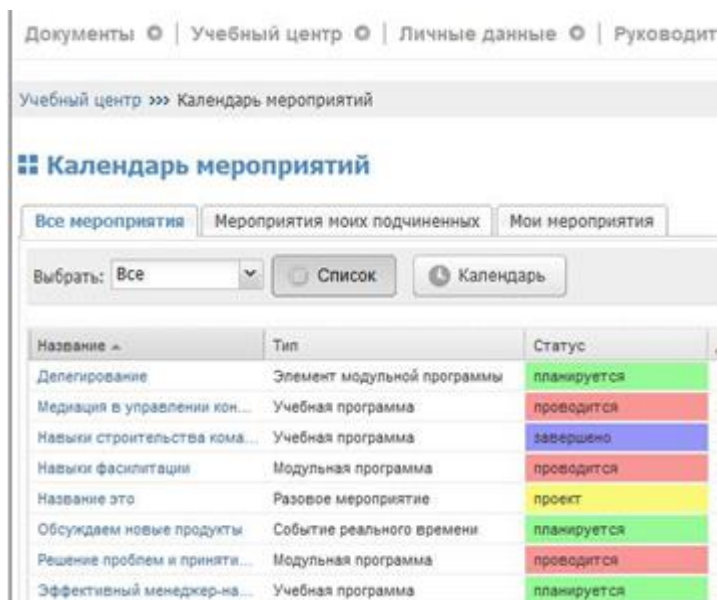 Документы | Учебный центр | Личные данные | Руководит
Учебный центр >>> Календарь мероприятий
Календарь мероприятий
Все мероприятия Мероприятия моих подчиненных Мои мероприятия
Выбрать: Все Список Календарь
Название Тип Статус
Делегирование Элемент модульной программы планируется
Медиация в управлении кон... Учебная программа проводится
Навыки строительства кома... Учебная программа завершено
Навыки фасилитации Модульная программа проводится
Название это Разовое мероприятие проект
Обсуждаем новые продукты Событие реального времени планируется
Решение проблем и приняти... Модульная программа проводится
Эффективный менеджер-на... Учебная программа планируется